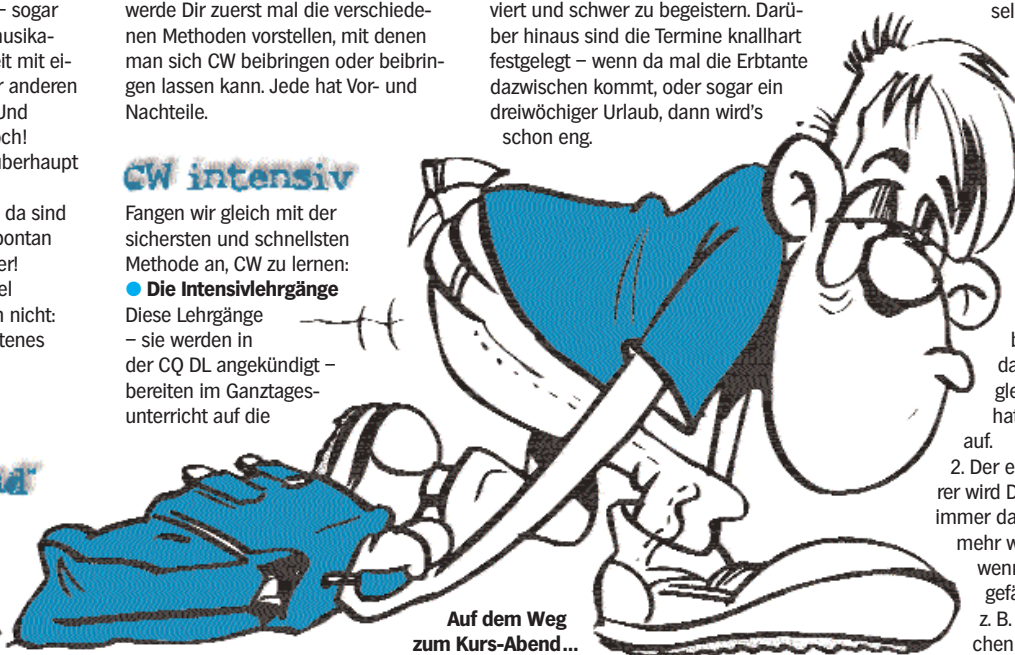 – sogar
musika-
eit mit ei-
r anderen
Und
och!
überhaupt
da sind
pontan
er!
el
n nicht:
tenes
werde Dir zuerst mal die verschiede-
nen Methoden vorstellen, mit denen
man sich CW beibringen oder beibrin-
gen lassen kann. Jede hat Vor- und
Nachteile.
CW intensiv
Fangen wir gleich mit der
sichersten und schnellsten
Methode an, CW zu lernen:
● Die Intensivlehrgänge
Diese Lehrgänge
– sie werden in
der CQ DL angekündigt –
bereiten im Ganztages-
unterricht auf die
viert und schwer zu begeistern. Darü-
ber hinaus sind die Termine knallhart
festgelegt – wenn da mal die Erbtante
dazwischen kommt, oder sogar ein
dreiwöchiger Urlaub, dann wird's
schon eng.
Auf dem Weg
zum Kurs-Abend...
sel
da
gle
hat
auf.
2. Der e
rer wird D
immer da
mehr w
wenn
gefä
z. B.
chen